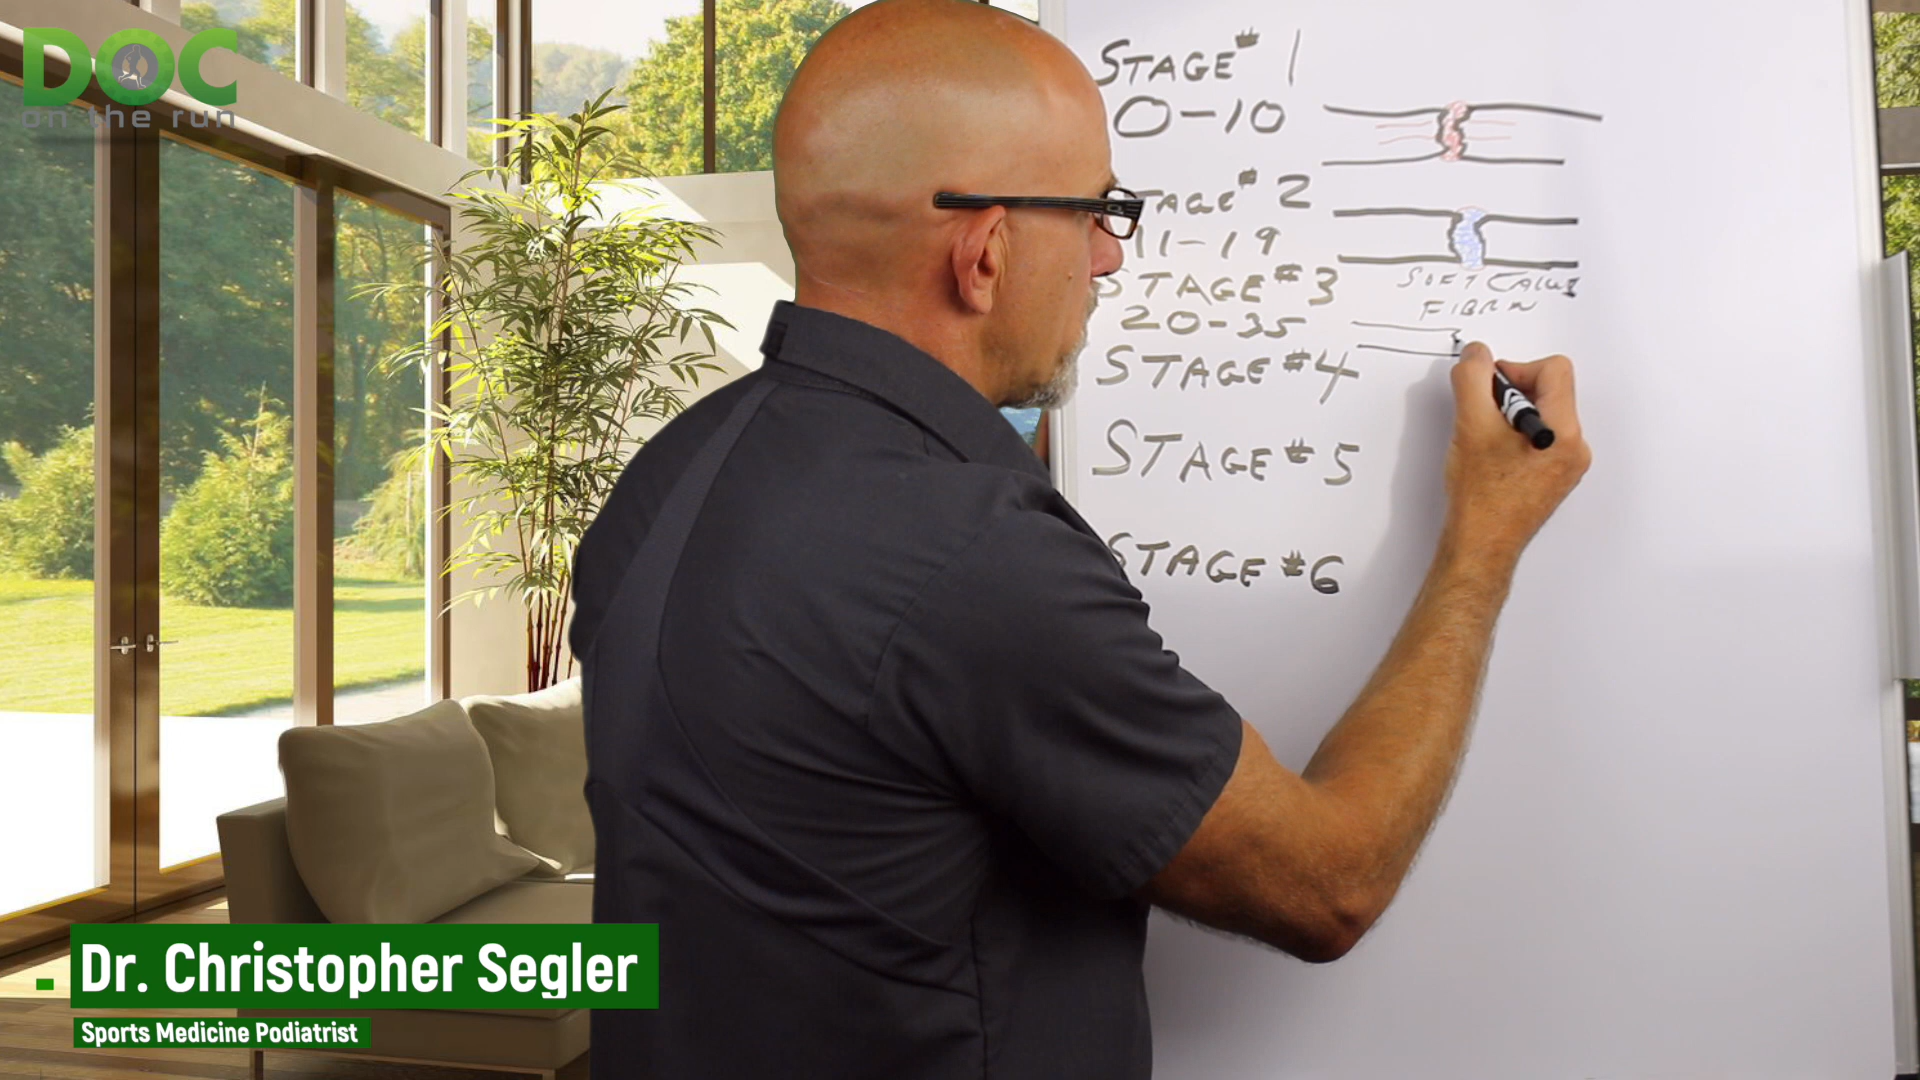 DOC
on the run
STAGE # 1
0-10
STAGE # 2
11-19
SOFT CALLUS
FIBRIN
STAGE #3
20-35
STAGE #4
STAGE #5
STAGE #6
Dr. Christopher Segler
Sports Medicine Podiatrist